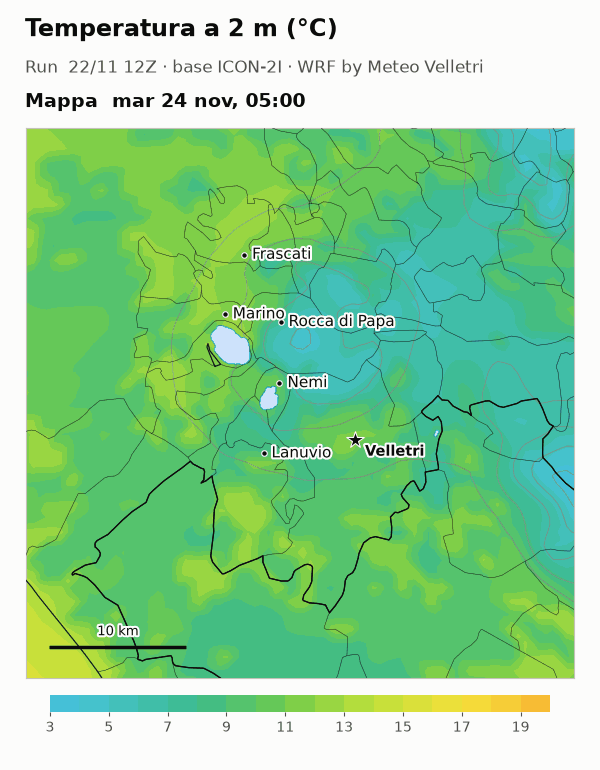 Temperatura a 2 m (°C)
Run  22/11 12Z · base ICON-2I · WRF by Meteo Velletri
Mappa  mar 24 nov, 05:00
Frascati
Marino
Rocca di Papa
Nemi
Velletri
Lanuvio
10 km
3 5 7 9 11 13 15 17 19